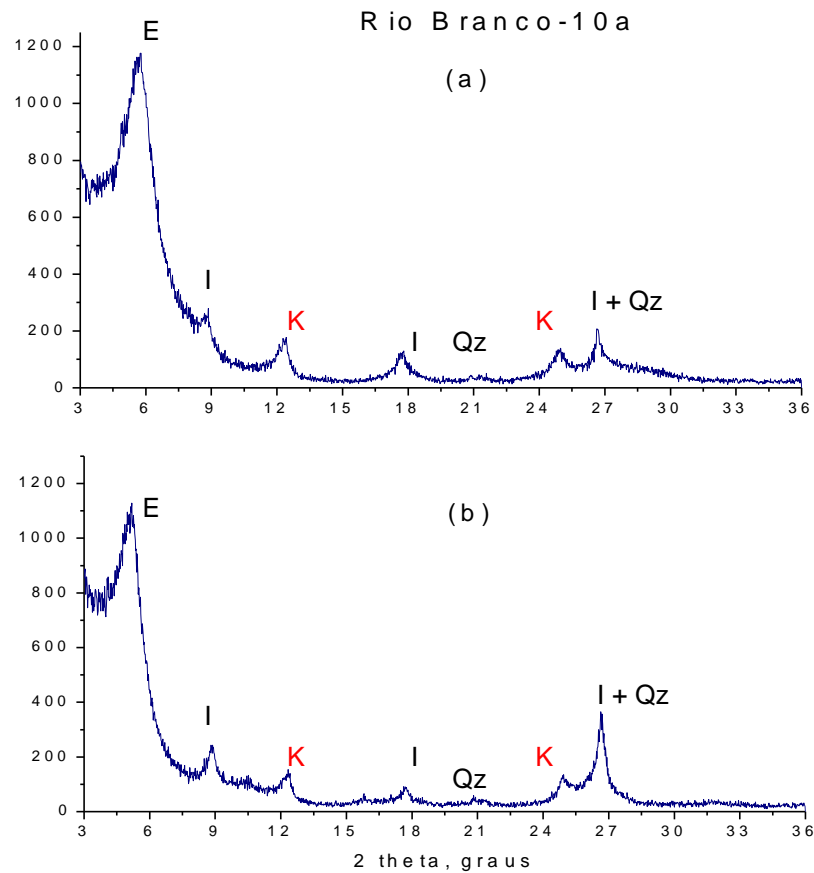 Rio Branco-10a
E
(a)
1200
1000
800
600
400
200
0
I
K
I
Qz
K
I + Qz
3 6 9 12 15 18 21 24 27 30 33 36
E
(b)
1200
1000
800
600
400
200
0
I
K
I
Qz
K
I + Qz
3 6 9 12 15 18 21 24 27 30 33 36
2 theta, graus